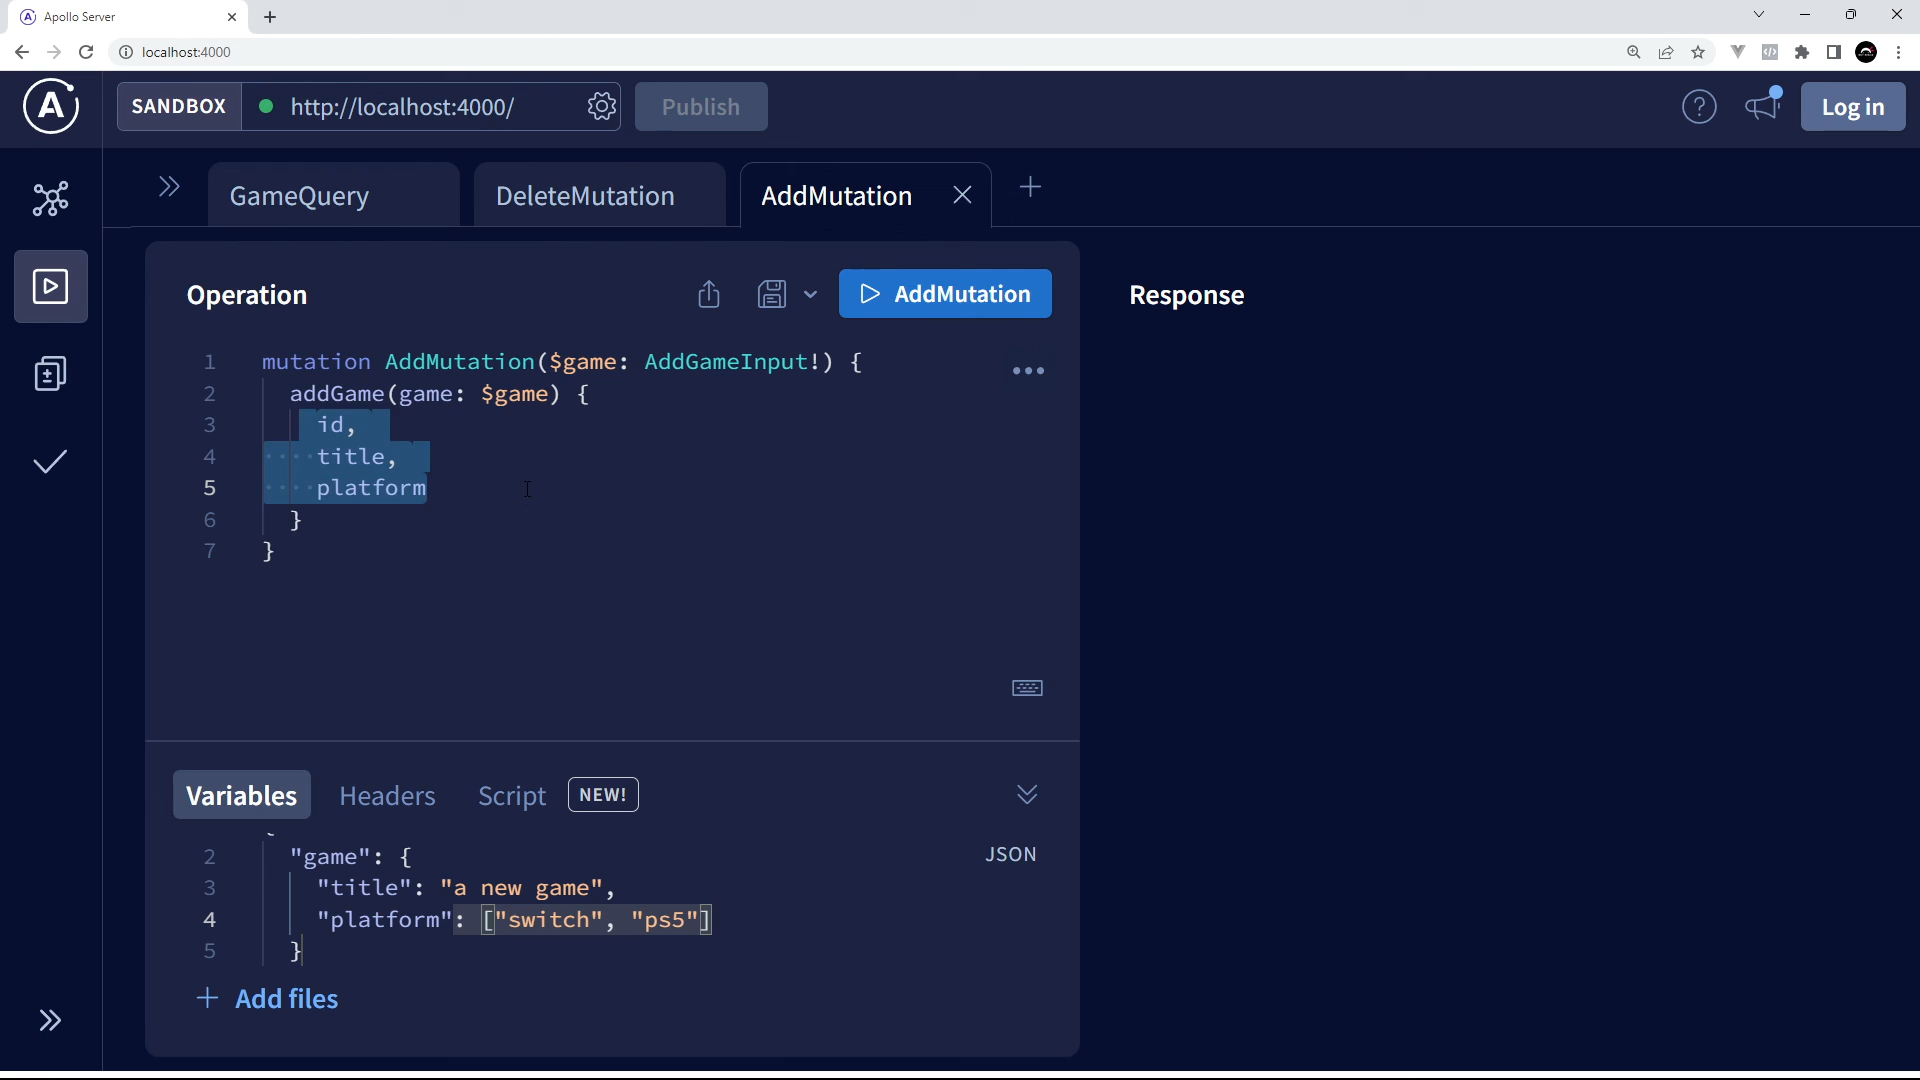 Apollo Server
localhost:4000
SANDBOX http://localhost:4000/ Publish Log in
GameQuery DeleteMutation AddMutation
Operation AddMutation Response
1 mutation AddMutation($game: AddGameInput!) {
2 addGame(game: $game) {
3 id,
4 title,
5 platform
6 }
7 }
Variables Headers Script NEW!
JSON
2 "game": {
3 "title": "a new game",
4 "platform": ["switch", "ps5"]
5 }
+ Add files